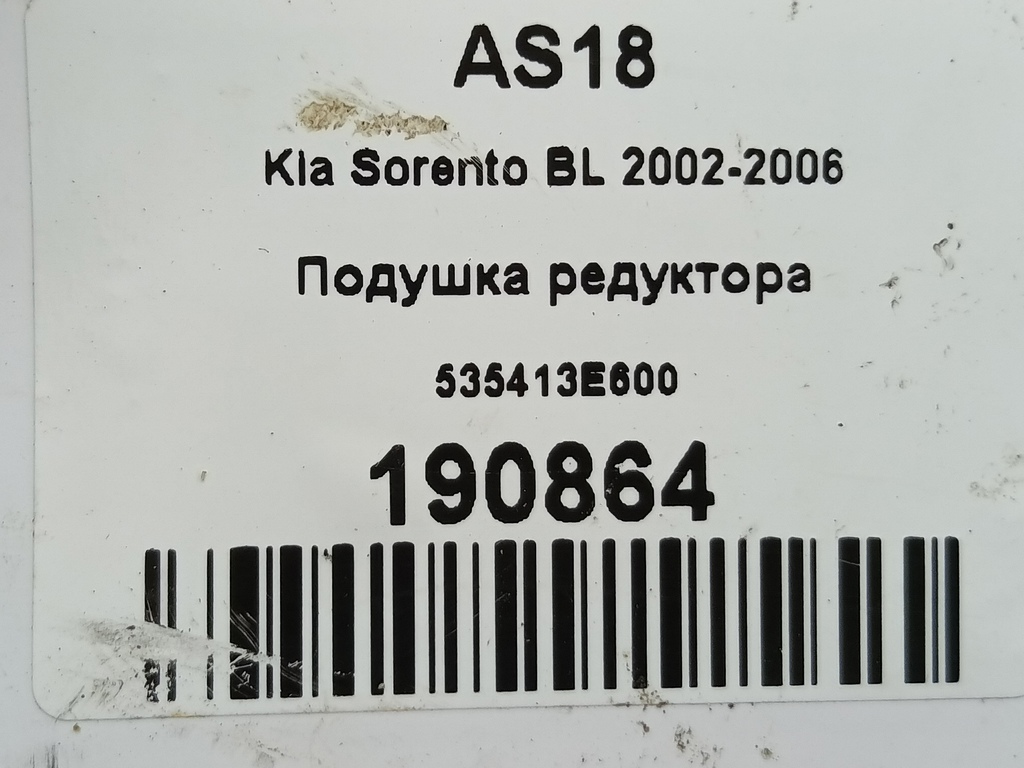 AS18
Kia Sorento BL 2002-2006
Подушка редуктора
535413E600
190864